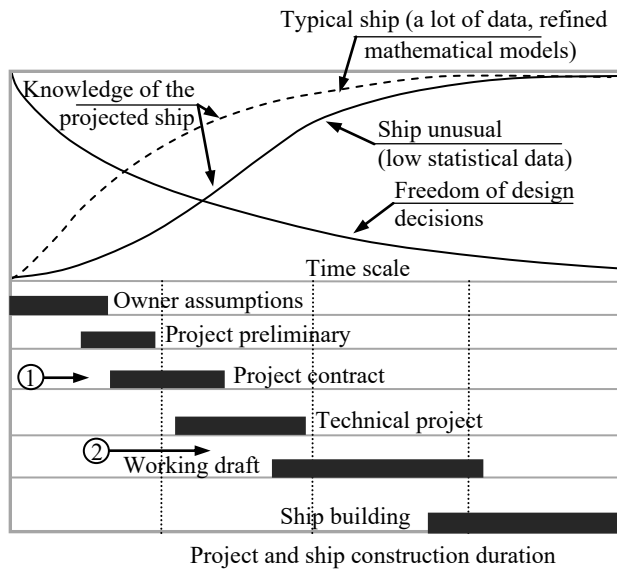 Typical ship (a lot of data, refined
mathematical models)
Knowledge of the
projected ship
Ship unusual
(low statistical data)
Freedom of design
decisions
Time scale
Owner assumptions
Project preliminary
1
Project contract
Technical project
2
Working draft
Ship building
Project and ship construction duration